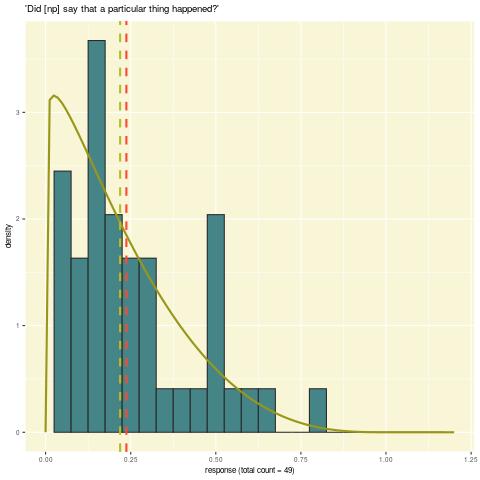 'Did [np] say that a particular thing happened?'
density
3
2
1
0
0.00 0.25 0.50 0.75 1.00 1.25
response (total count = 49)